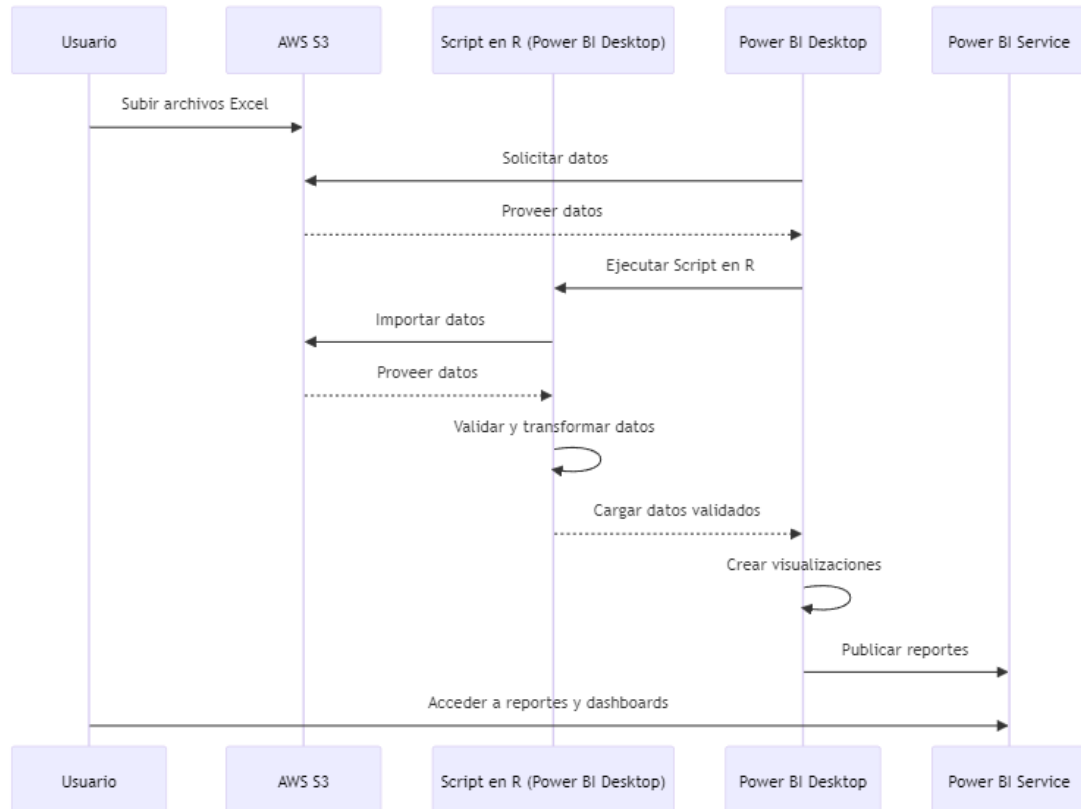 Usuario
AWS S3
Script en R (Power BI Desktop)
Power BI Desktop
Power BI Service
Subir archivos Excel
Solicitar datos
Proveer datos
Ejecutar Script en R
Importar datos
Proveer datos
Validar y transformar datos
Cargar datos validados
Crear visualizaciones
Publicar reportes
Acceder a reportes y dashboards
Usuario
AWS S3
Script en R (Power BI Desktop)
Power BI Desktop
Power BI Service